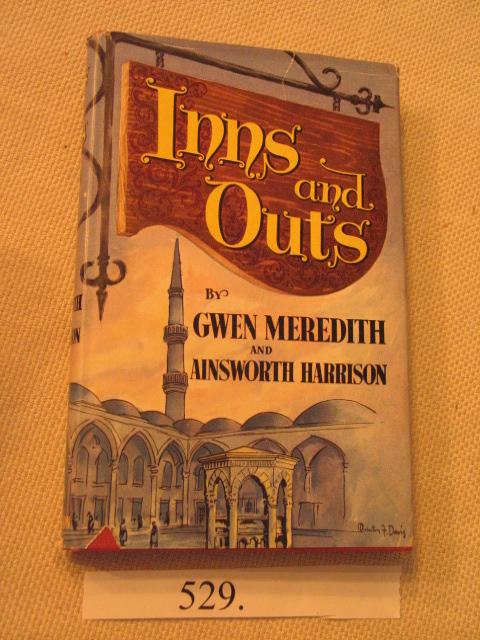 Inns
and
Outs
BY
GWEN MEREDITH
AND
AINSWORTH HARRISON
529.